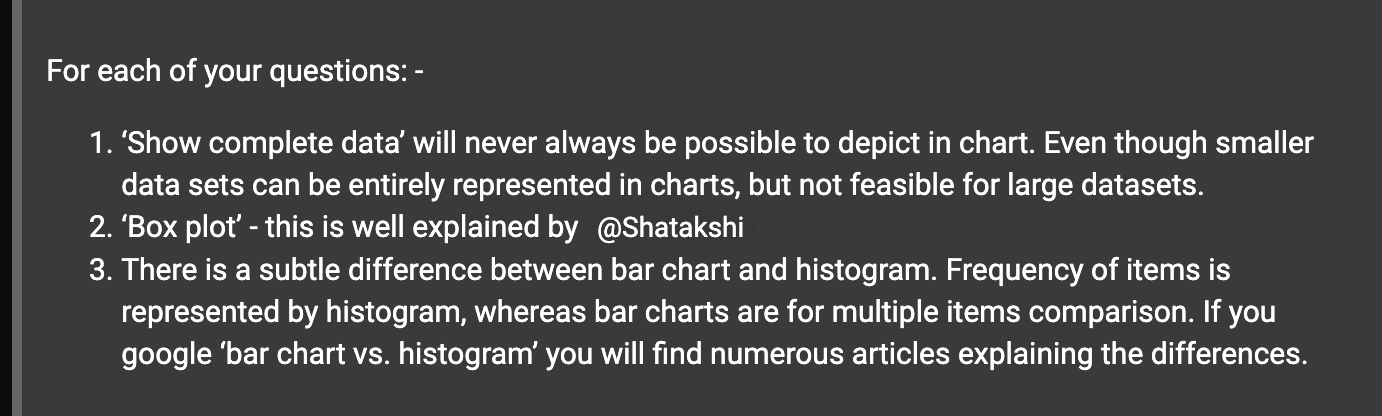 For each of your questions: -
1. ‘Show complete data’ will never always be possible to depict in chart. Even though smaller
data sets can be entirely represented in charts, but not feasible for large datasets.
2. ‘Box plot’ - this is well explained by @Shatakshi
3. There is a subtle difference between bar chart and histogram. Frequency of items is
represented by histogram, whereas bar charts are for multiple items comparison. If you
google ‘bar chart vs. histogram’ you will find numerous articles explaining the differences.